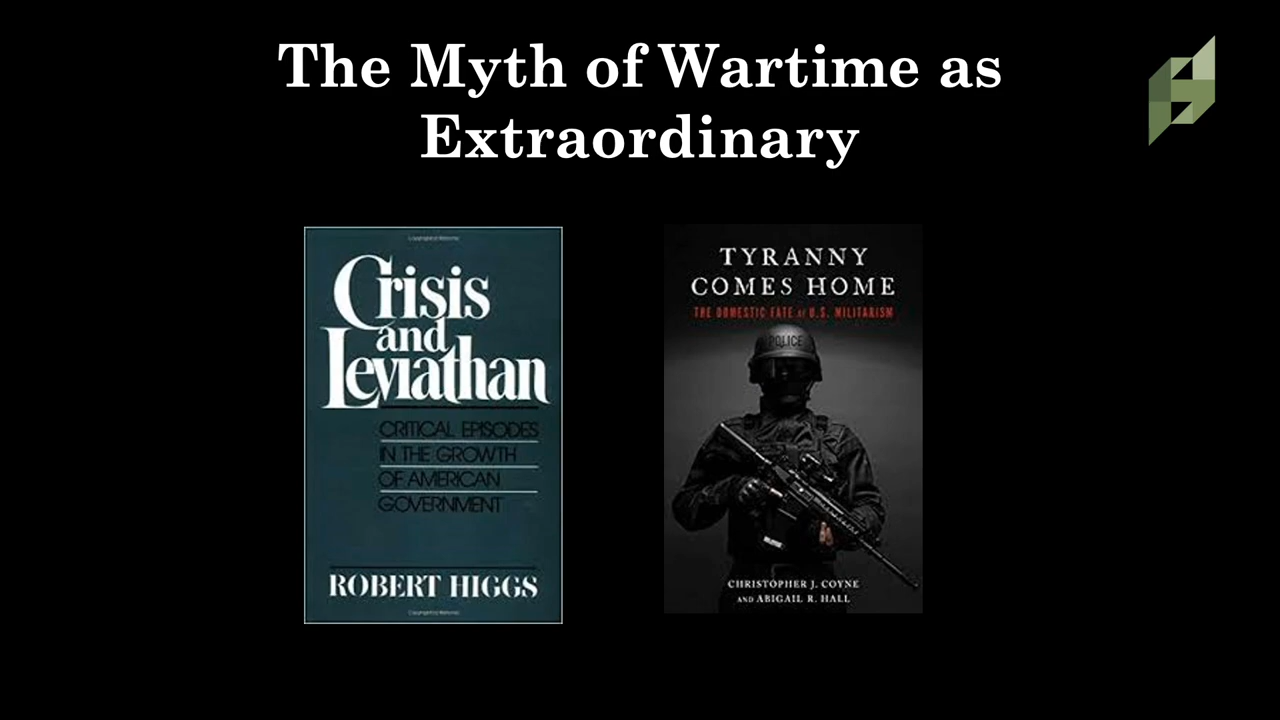 The Myth of Wartime as
Extraordinary
Crisis
and
Leviathan
CRITICAL EPISODES
IN THE GROWTH
OF AMERICAN
GOVERNMENT
ROBERT HIGGS
TYRANNY
COMES HOME
THE DOMESTIC FATE OF U.S. MILITARISM
POLICE
CHRISTOPHER J. COYNE
AND ABIGAIL R. HALL